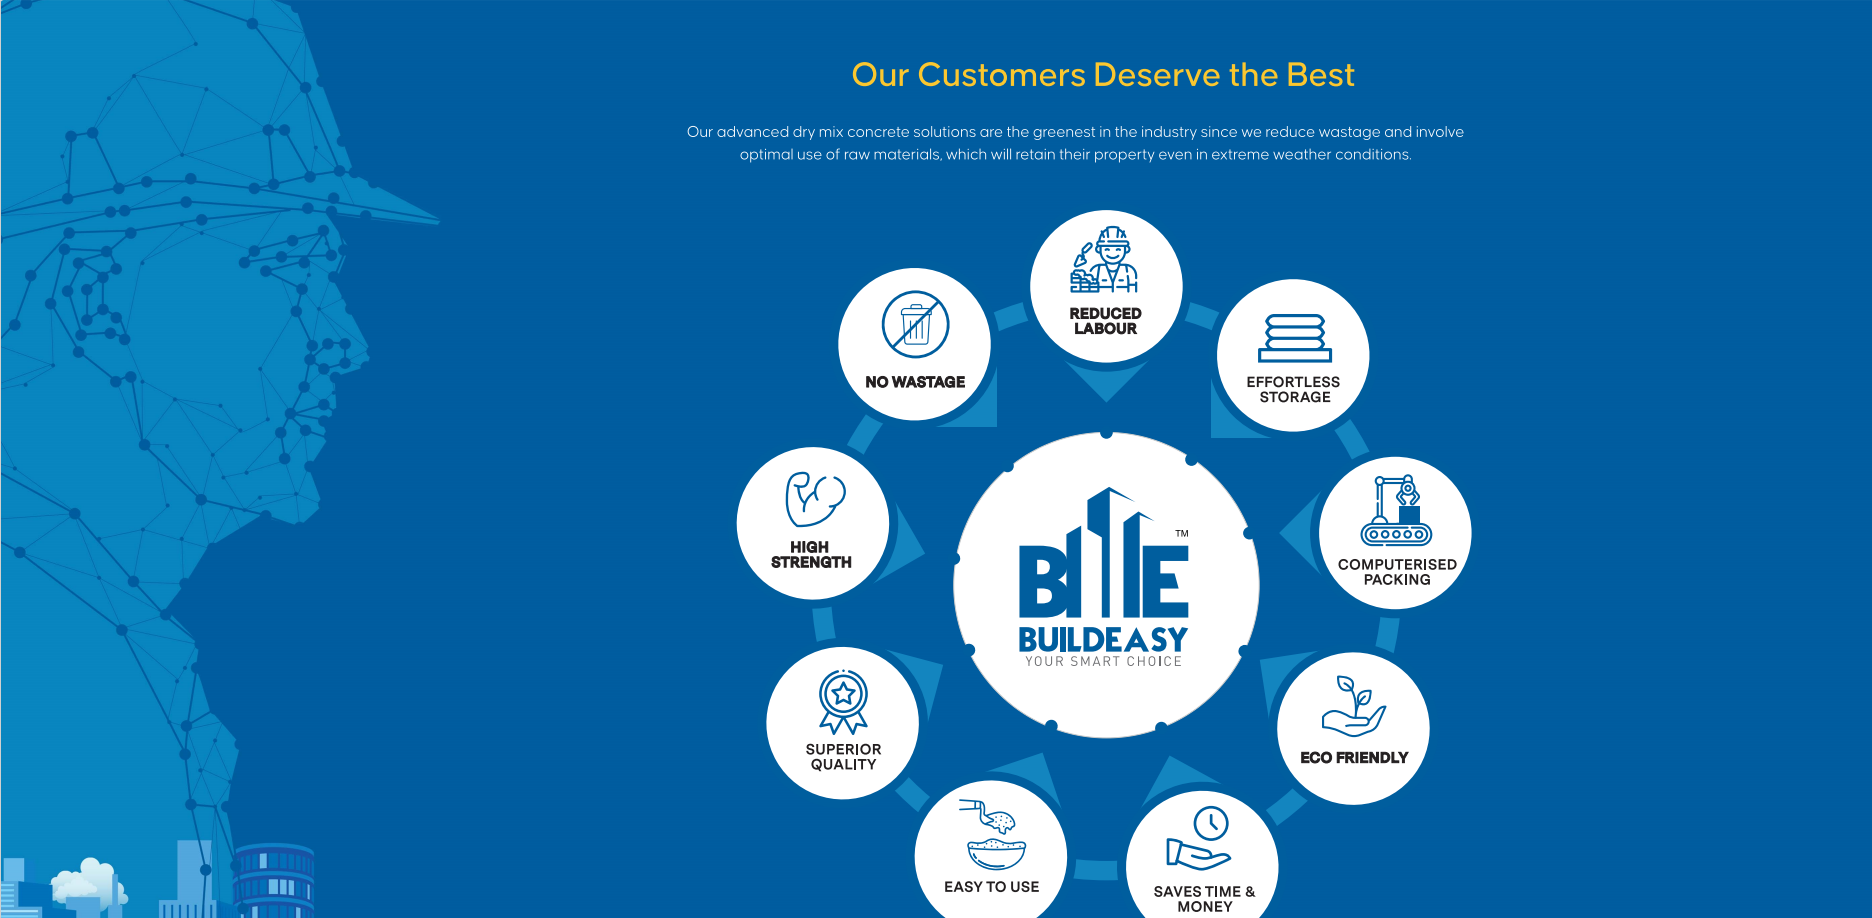 Our Customers Deserve the Best
Our advanced dry mix concrete solutions are the greenest in the industry since we reduce wastage and involve
optimal use of raw materials, which will retain their property even in extreme weather conditions.
REDUCED
LABOUR
NO WASTAGE
EFFORTLESS
STORAGE
HIGH
STRENGTH
COMPUTERISED
PACKING
BITE
TM
BUILDEASY
YOUR SMART CHOICE
SUPERIOR
QUALITY
ECO FRIENDLY
EASY TO USE
SAVES TIME &
MONEY